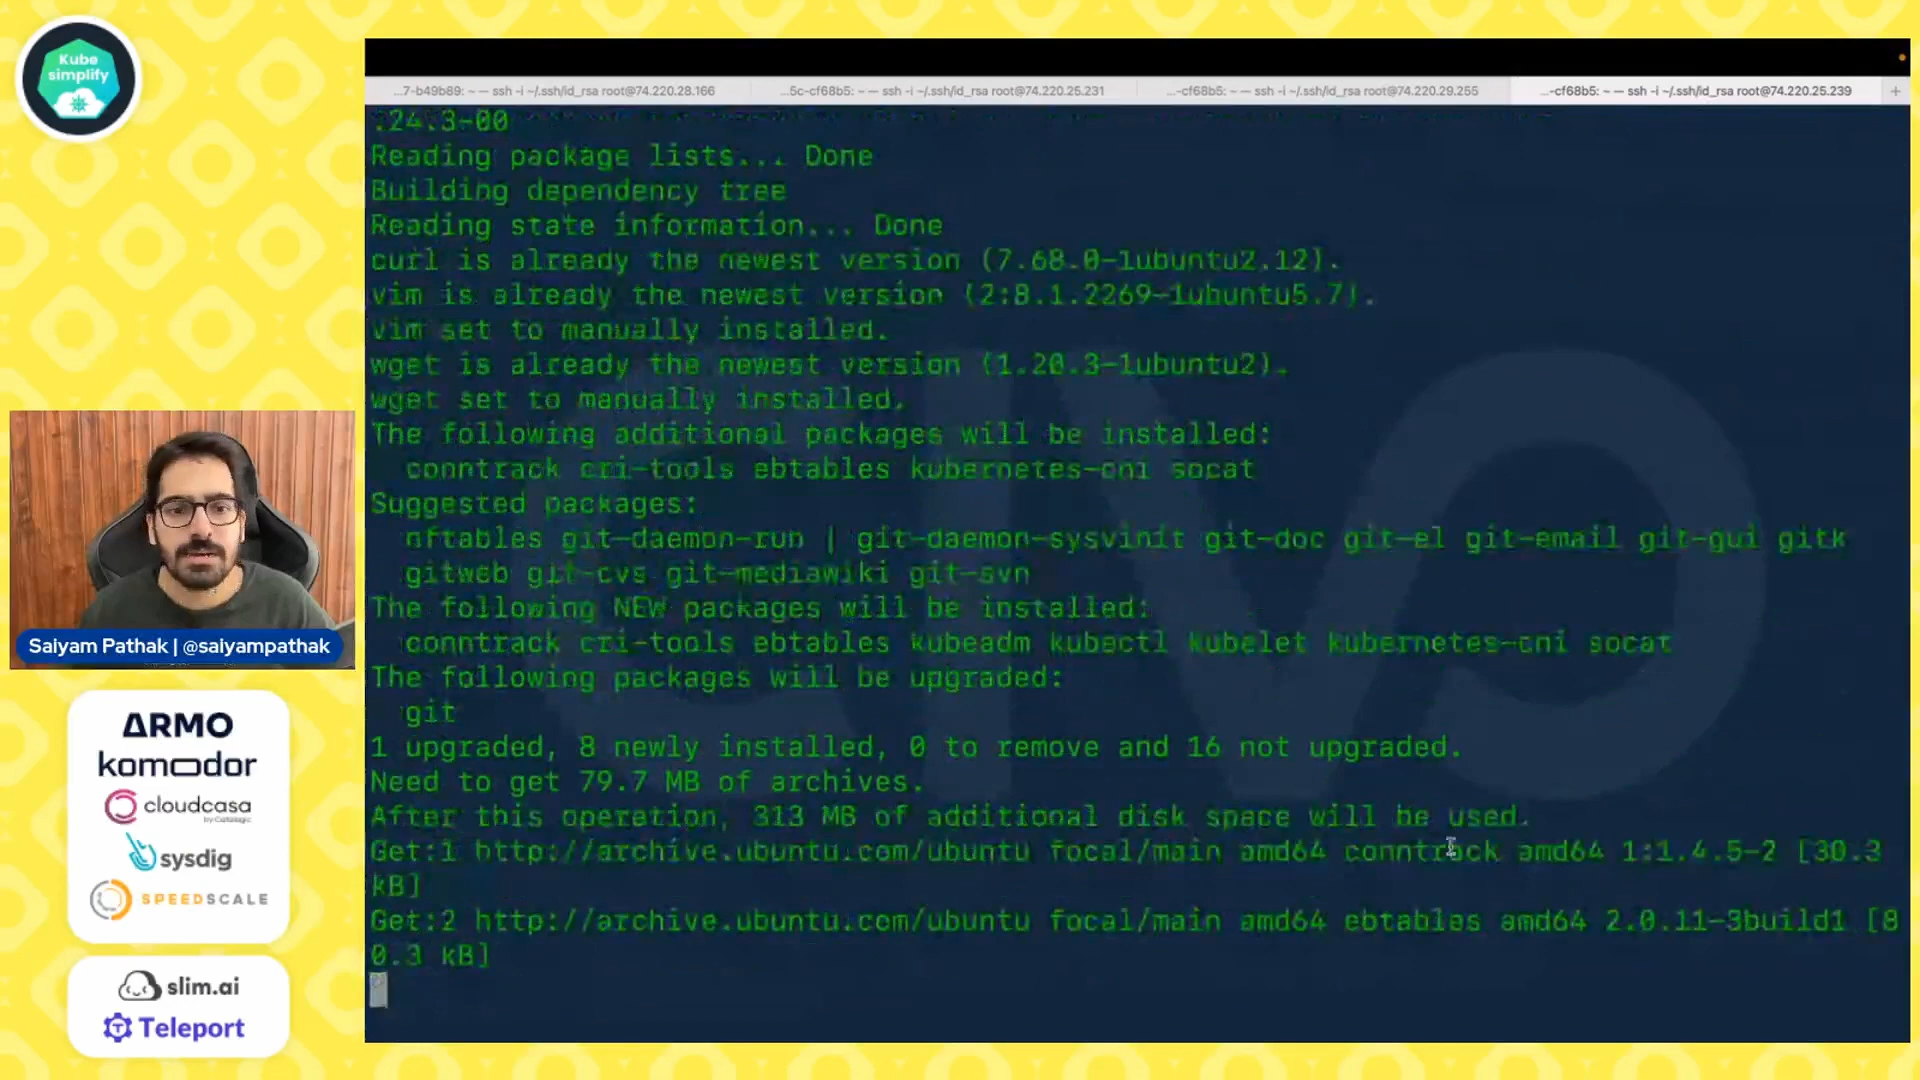 Kube
simplify
...7-b49b89: ~ — ssh -i ~/.ssh/id_rsa root@74.220.28.166
...5c-cf68b5: ~ — ssh -i ~/.ssh/id_rsa root@74.220.25.231
...-cf68b5: ~ — ssh -i ~/.ssh/id_rsa root@74.220.29.255
...-cf68b5: ~ — ssh -i ~/.ssh/id_rsa root@74.220.25.239
.24.3-00
Reading package lists... Done
Building dependency tree
Reading state information... Done
curl is already the newest version (7.68.0-1ubuntu2.12).
vim is already the newest version (2:8.1.2269-1ubuntu5.7).
vim set to manually installed.
wget is already the newest version (1.20.3-1ubuntu2).
wget set to manually installed.
The following additional packages will be installed:
conntrack cri-tools ebtables kubernetes-cni socat
Suggested packages:
nftables git-daemon-run | git-daemon-sysvinit git-doc git-el git-email git-gui gitk
gitweb git-cvs git-mediawiki git-svn
The following NEW packages will be installed:
conntrack cri-tools ebtables kubeadm kubectl kubelet kubernetes-cni socat
The following packages will be upgraded:
git
1 upgraded, 8 newly installed, 0 to remove and 16 not upgraded.
Need to get 79.7 MB of archives.
After this operation, 313 MB of additional disk space will be used.
Get:1 http://archive.ubuntu.com/ubuntu focal/main amd64 conntrack amd64 1:1.4.5-2 [30.3
kB]
Get:2 http://archive.ubuntu.com/ubuntu focal/main amd64 ebtables amd64 2.0.11-3build1 [8
0.3 kB]
CIVO
Saiyam Pathak | @saiyampathak
ARMO
komodor
cloudcasa
by Catalogic
sysdig
SPEEDSCALE
slim.ai
Teleport